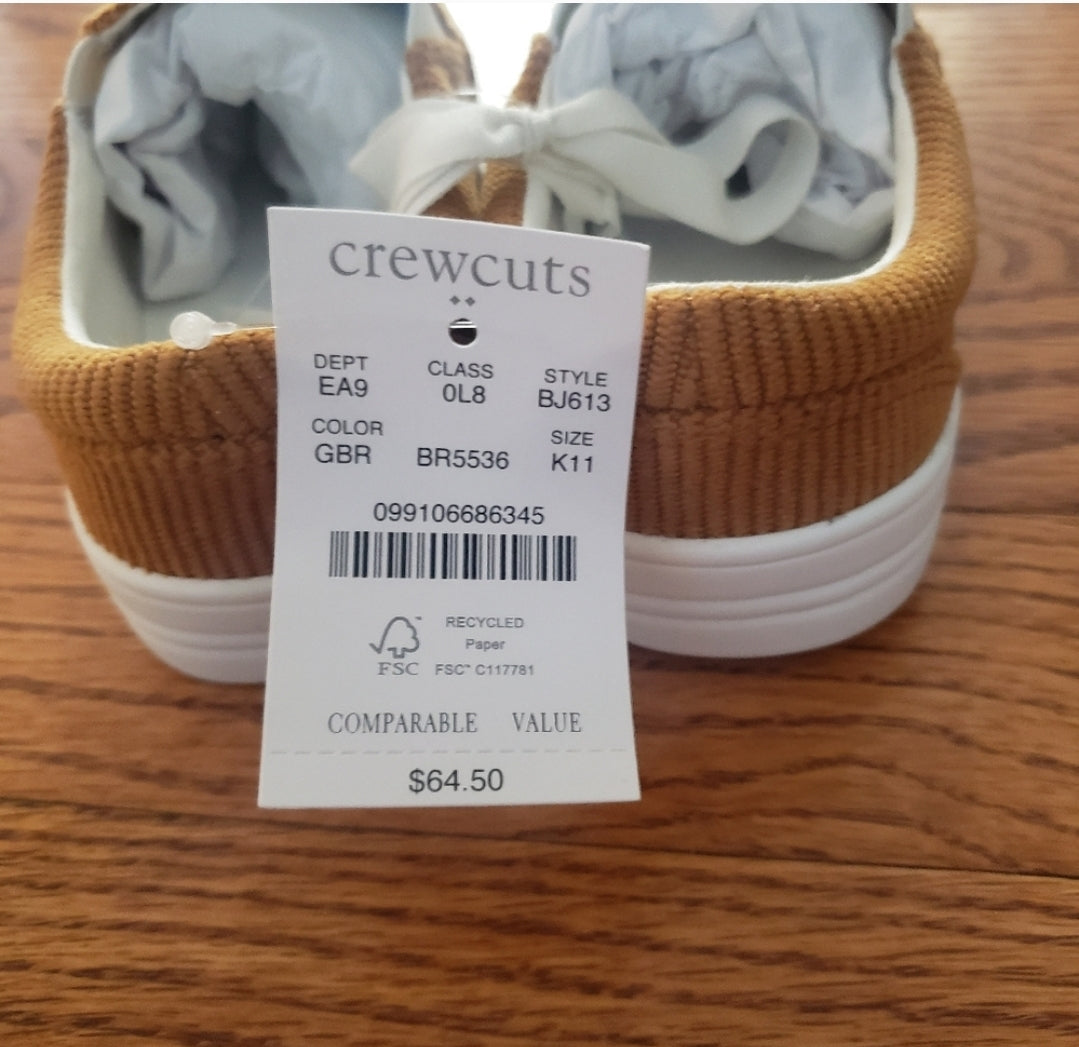 crewcuts
DEPT CLASS STYLE
EA9 0L8 BJ613
COLOR SIZE
GBR BR5536 K11
099106686345
RECYCLED
Paper
FSC FSC™ C117781
COMPARABLE VALUE
$64.50